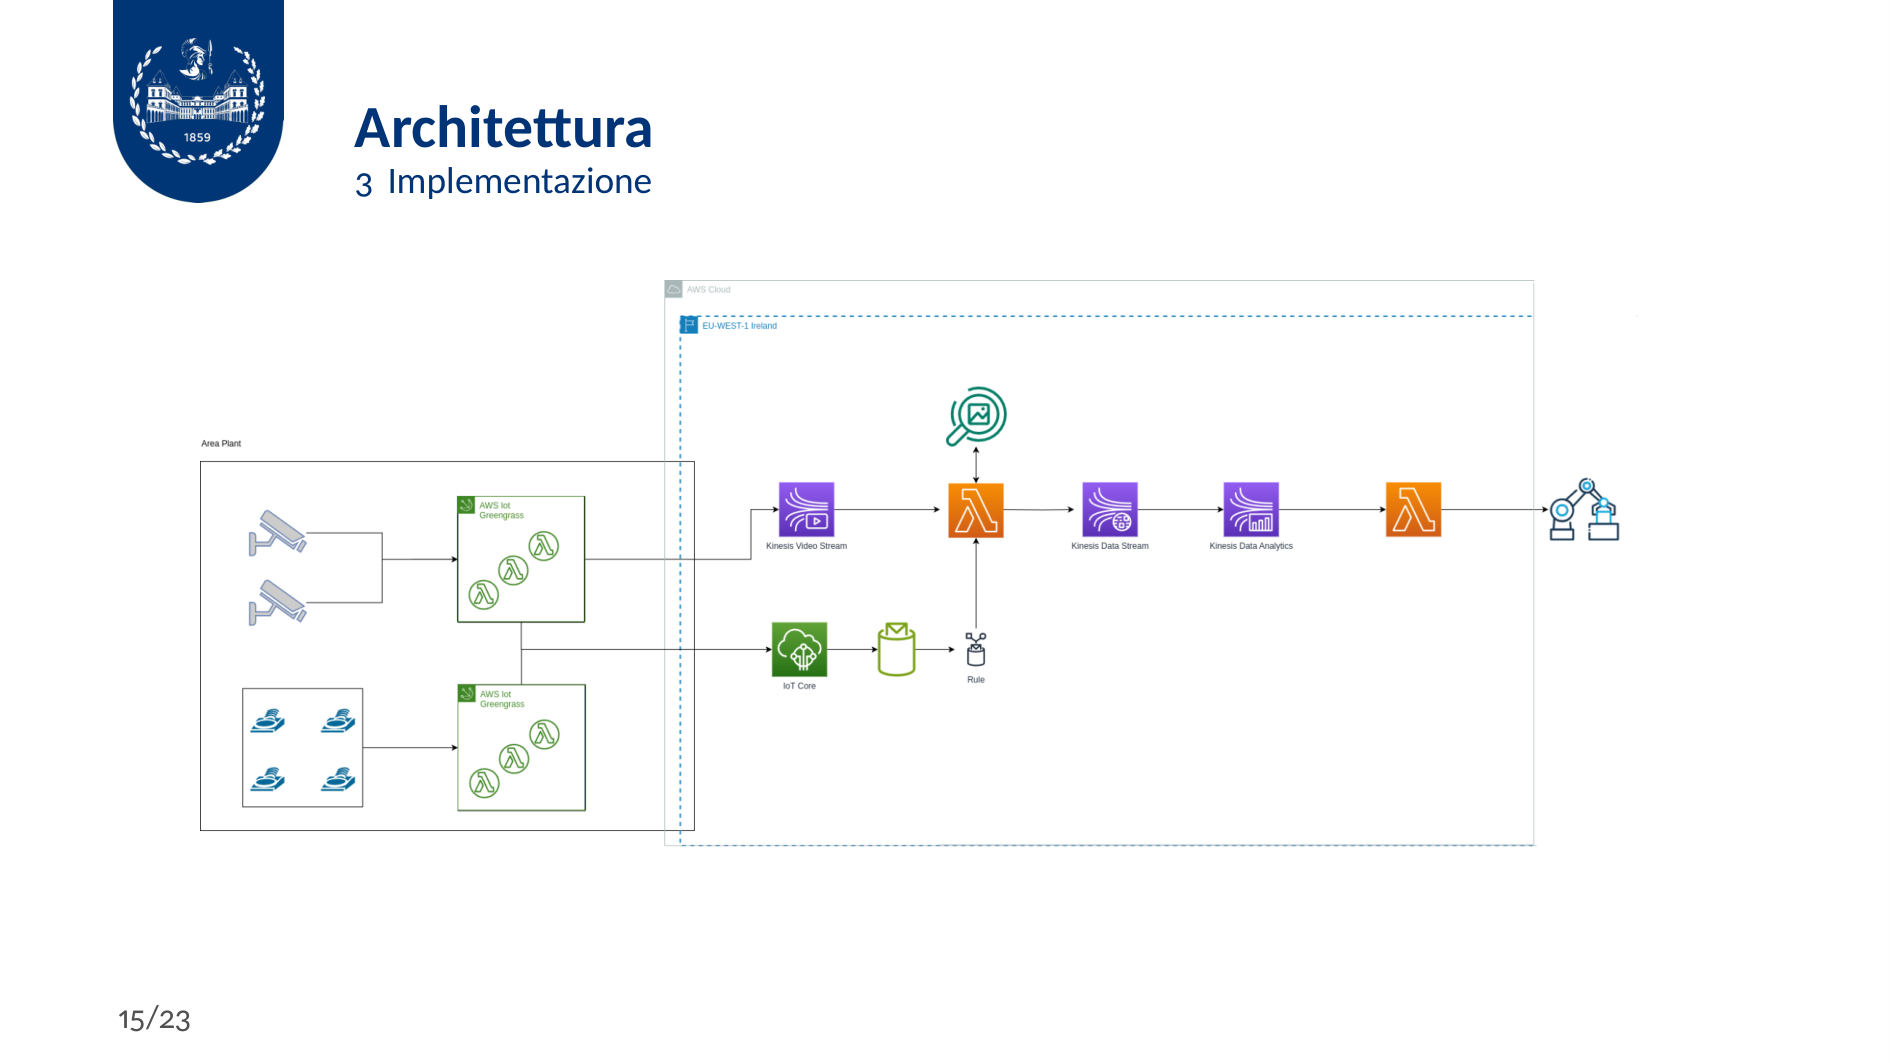 1859
Architettura
3 Implementazione
AWS Cloud
EU-WEST-1 Ireland
Area Plant
AWS Iot
Greengrass
Kinesis Video Stream
Kinesis Data Stream
Kinesis Data Analytics
IoT Core
Rule
AWS Iot
Greengrass
15/23